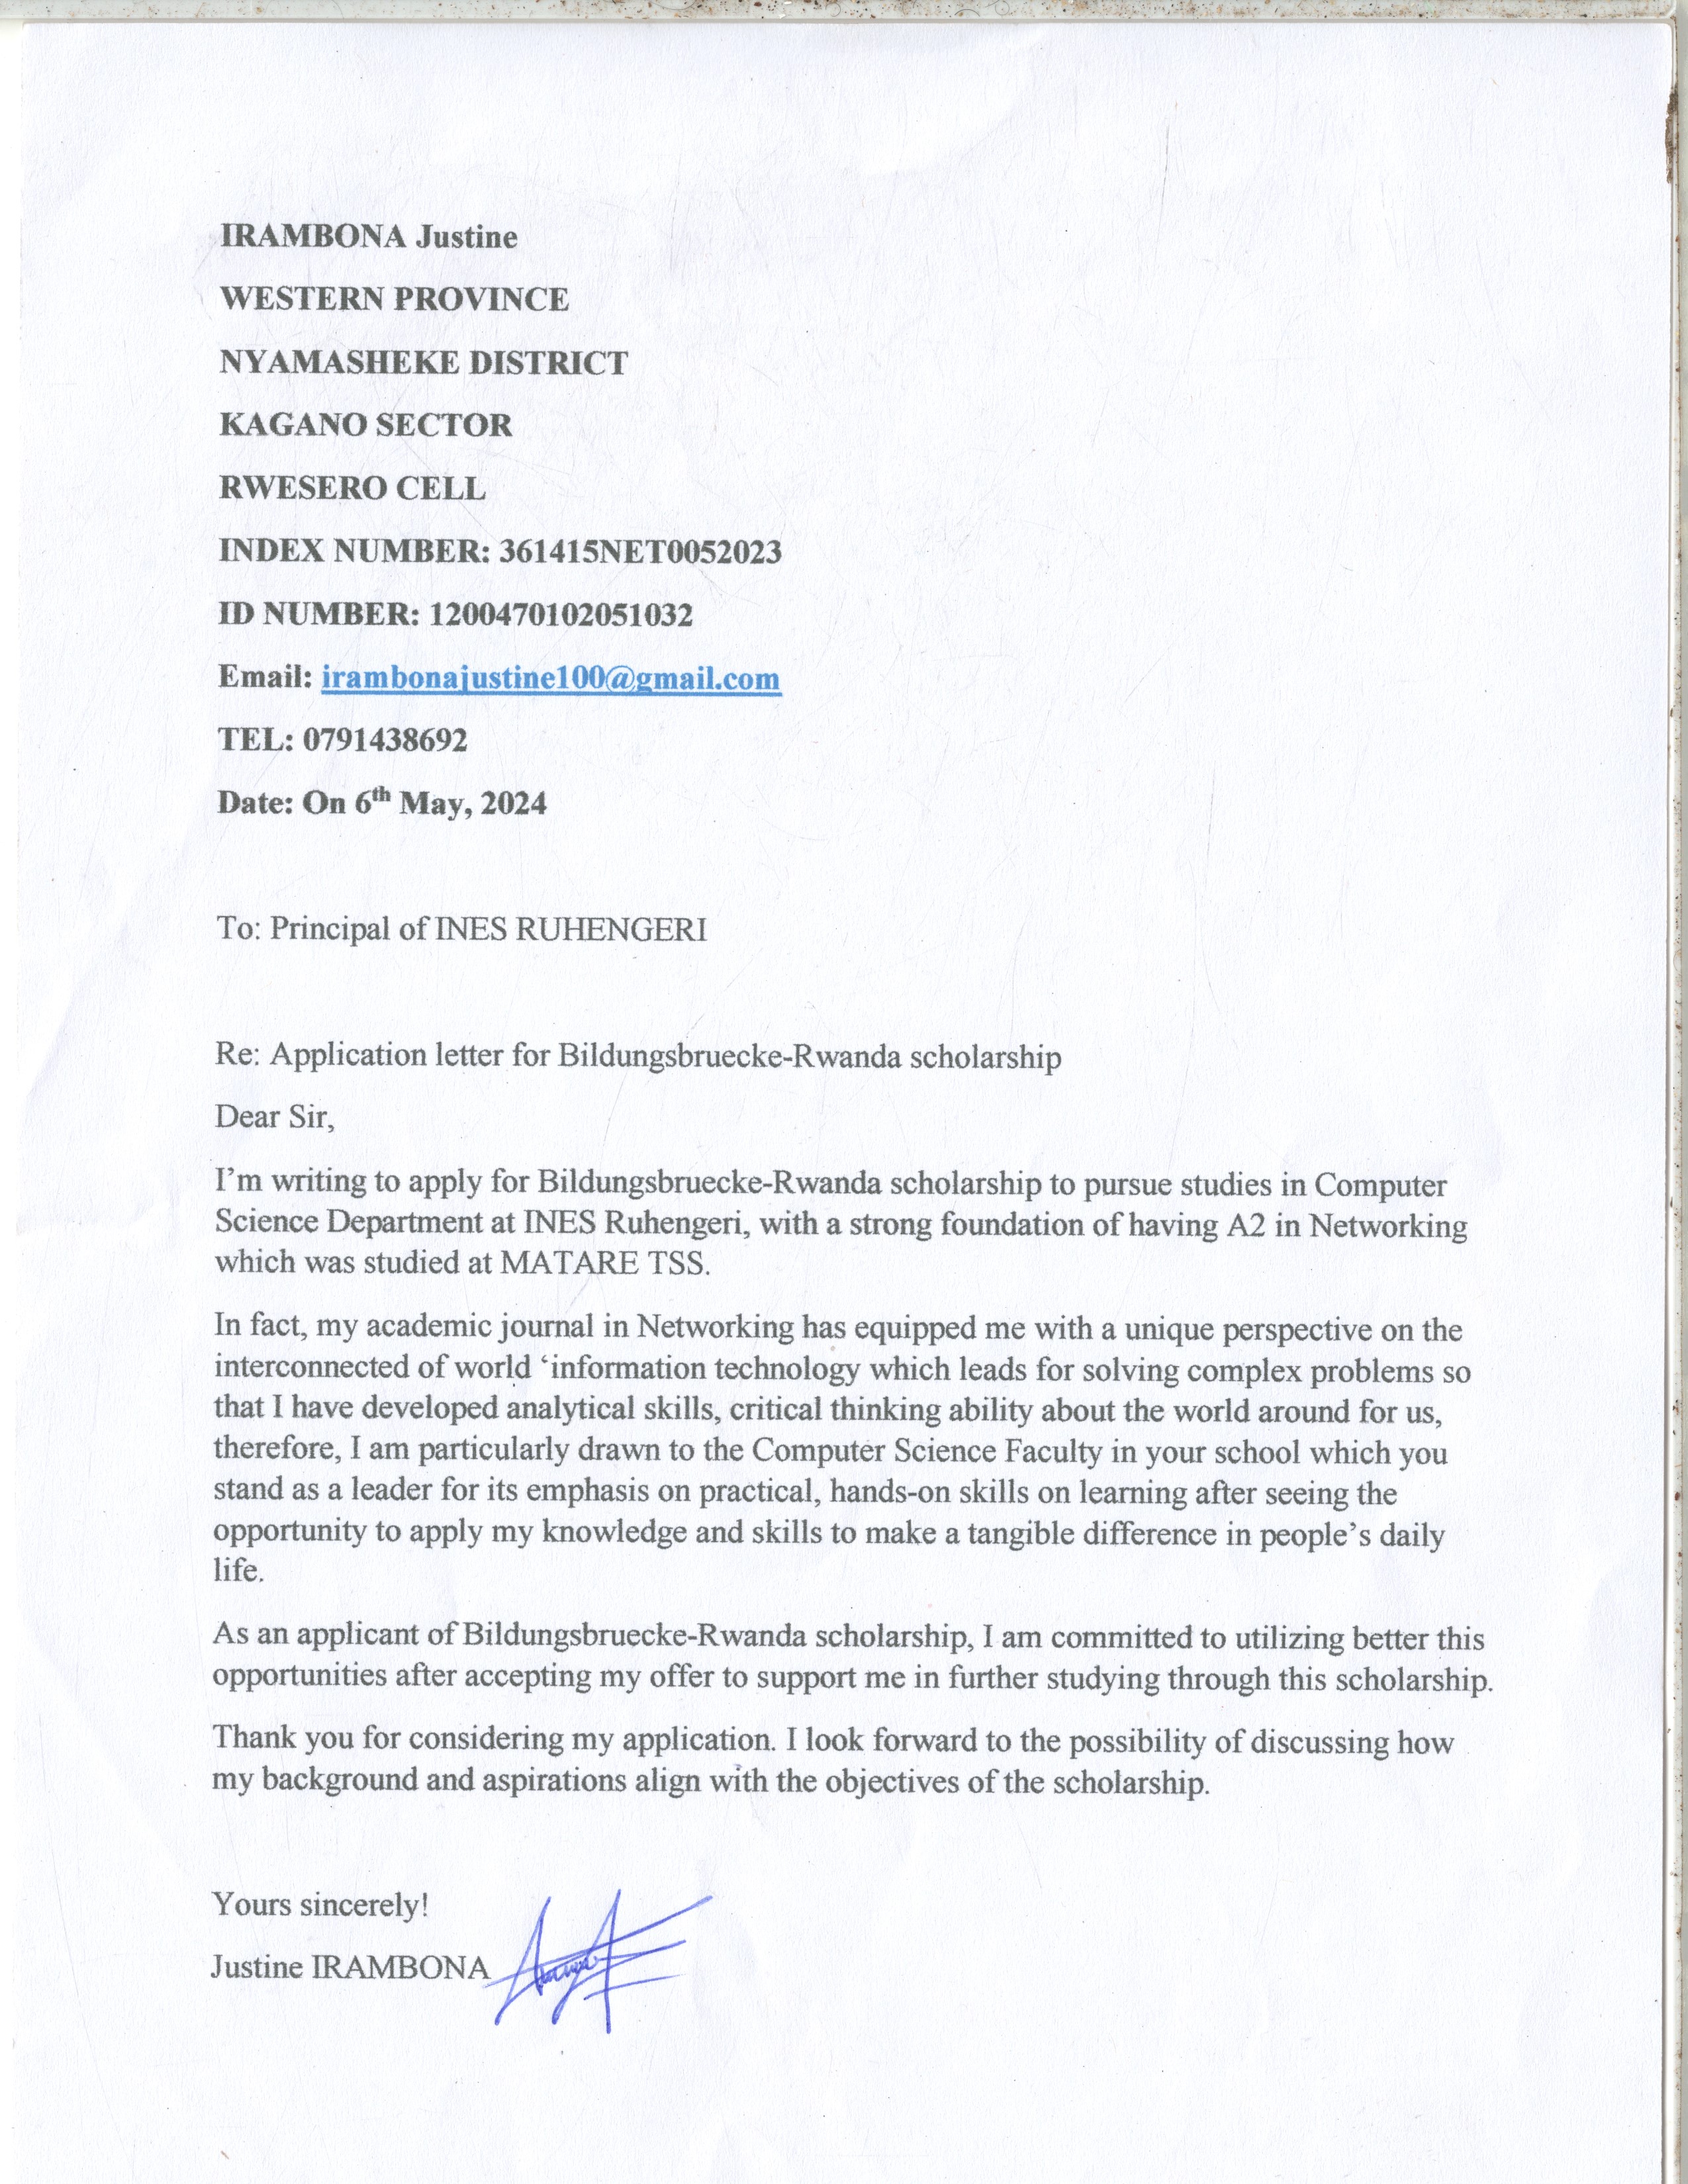 IRAMBONA Justine
WESTERN PROVINCE
NYAMASHEKE DISTRICT
KAGANO SECTOR
RWESERO CELL
INDEX NUMBER: 361415NET0052023
ID NUMBER: 1200470102051032
Email: irambonajustine100@gmail.com
TEL: 0791438692
Date: On 6th May, 2024
To: Principal of INES RUHENGERI
Re: Application letter for Bildungsbruecke-Rwanda scholarship
Dear Sir,
I’m writing to apply for Bildungsbruecke-Rwanda scholarship to pursue studies in Computer
Science Department at INES Ruhengeri, with a strong foundation of having A2 in Networking
which was studied at MATARE TSS.
In fact, my academic journal in Networking has equipped me with a unique perspective on the
interconnected of world ‘information technology which leads for solving complex problems so
that I have developed analytical skills, critical thinking ability about the world around for us,
therefore, I am particularly drawn to the Computer Science Faculty in your school which you
stand as a leader for its emphasis on practical, hands-on skills on learning after seeing the
opportunity to apply my knowledge and skills to make a tangible difference in people’s daily
life.
As an applicant of Bildungsbruecke-Rwanda scholarship, I am committed to utilizing better this
opportunities after accepting my offer to support me in further studying through this scholarship.
Thank you for considering my application. I look forward to the possibility of discussing how
my background and aspirations align with the objectives of the scholarship.
Yours sincerely!
Justine IRAMBONA